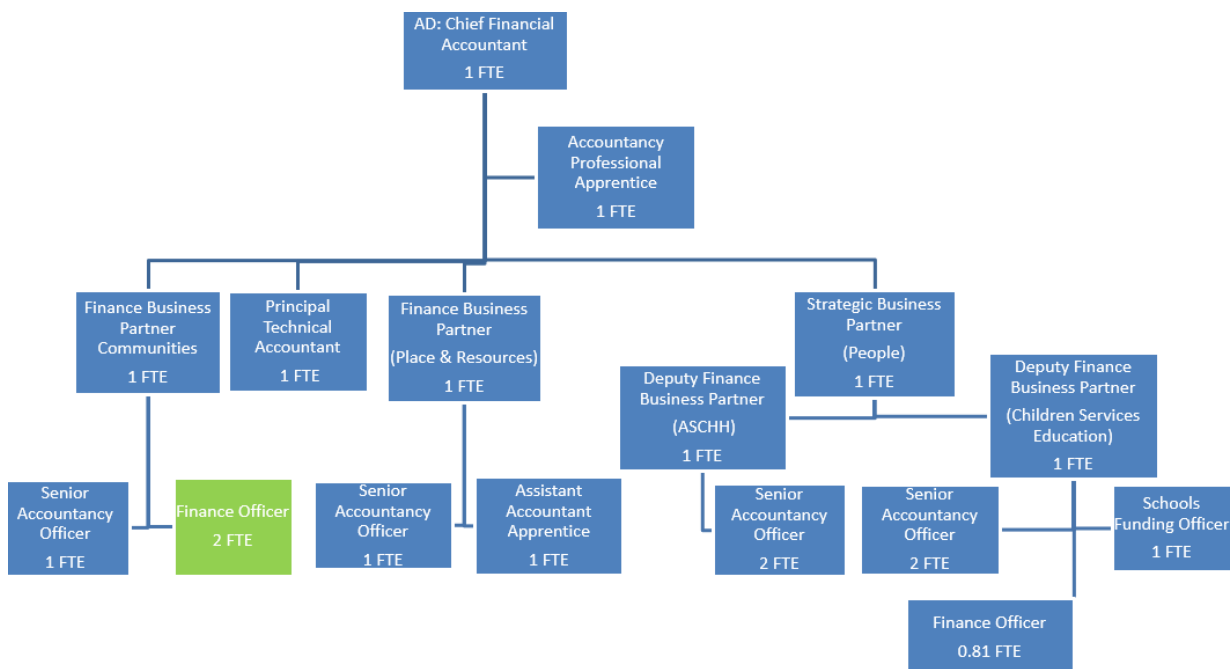 AD: Chief Financial
Accountant
1 FTE
Accountancy
Professional
Apprentice
1 FTE
Finance Business
Partner
Communities
1 FTE
Principal
Technical
Accountant
1 FTE
Finance Business
Partner
(Place & Resources)
1 FTE
Strategic Business
Partner
(People)
1 FTE
Deputy Finance
Business Partner
(ASCHH)
1 FTE
Deputy Finance
Business Partner
(Children Services
Education)
1 FTE
Senior
Accountancy
Officer
1 FTE
Finance Officer
2 FTE
Senior
Accountancy
Officer
1 FTE
Assistant
Accountant
Apprentice
1 FTE
Senior
Accountancy
Officer
2 FTE
Senior
Accountancy
Officer
2 FTE
Schools
Funding Officer
1 FTE
Finance Officer
0.81 FTE